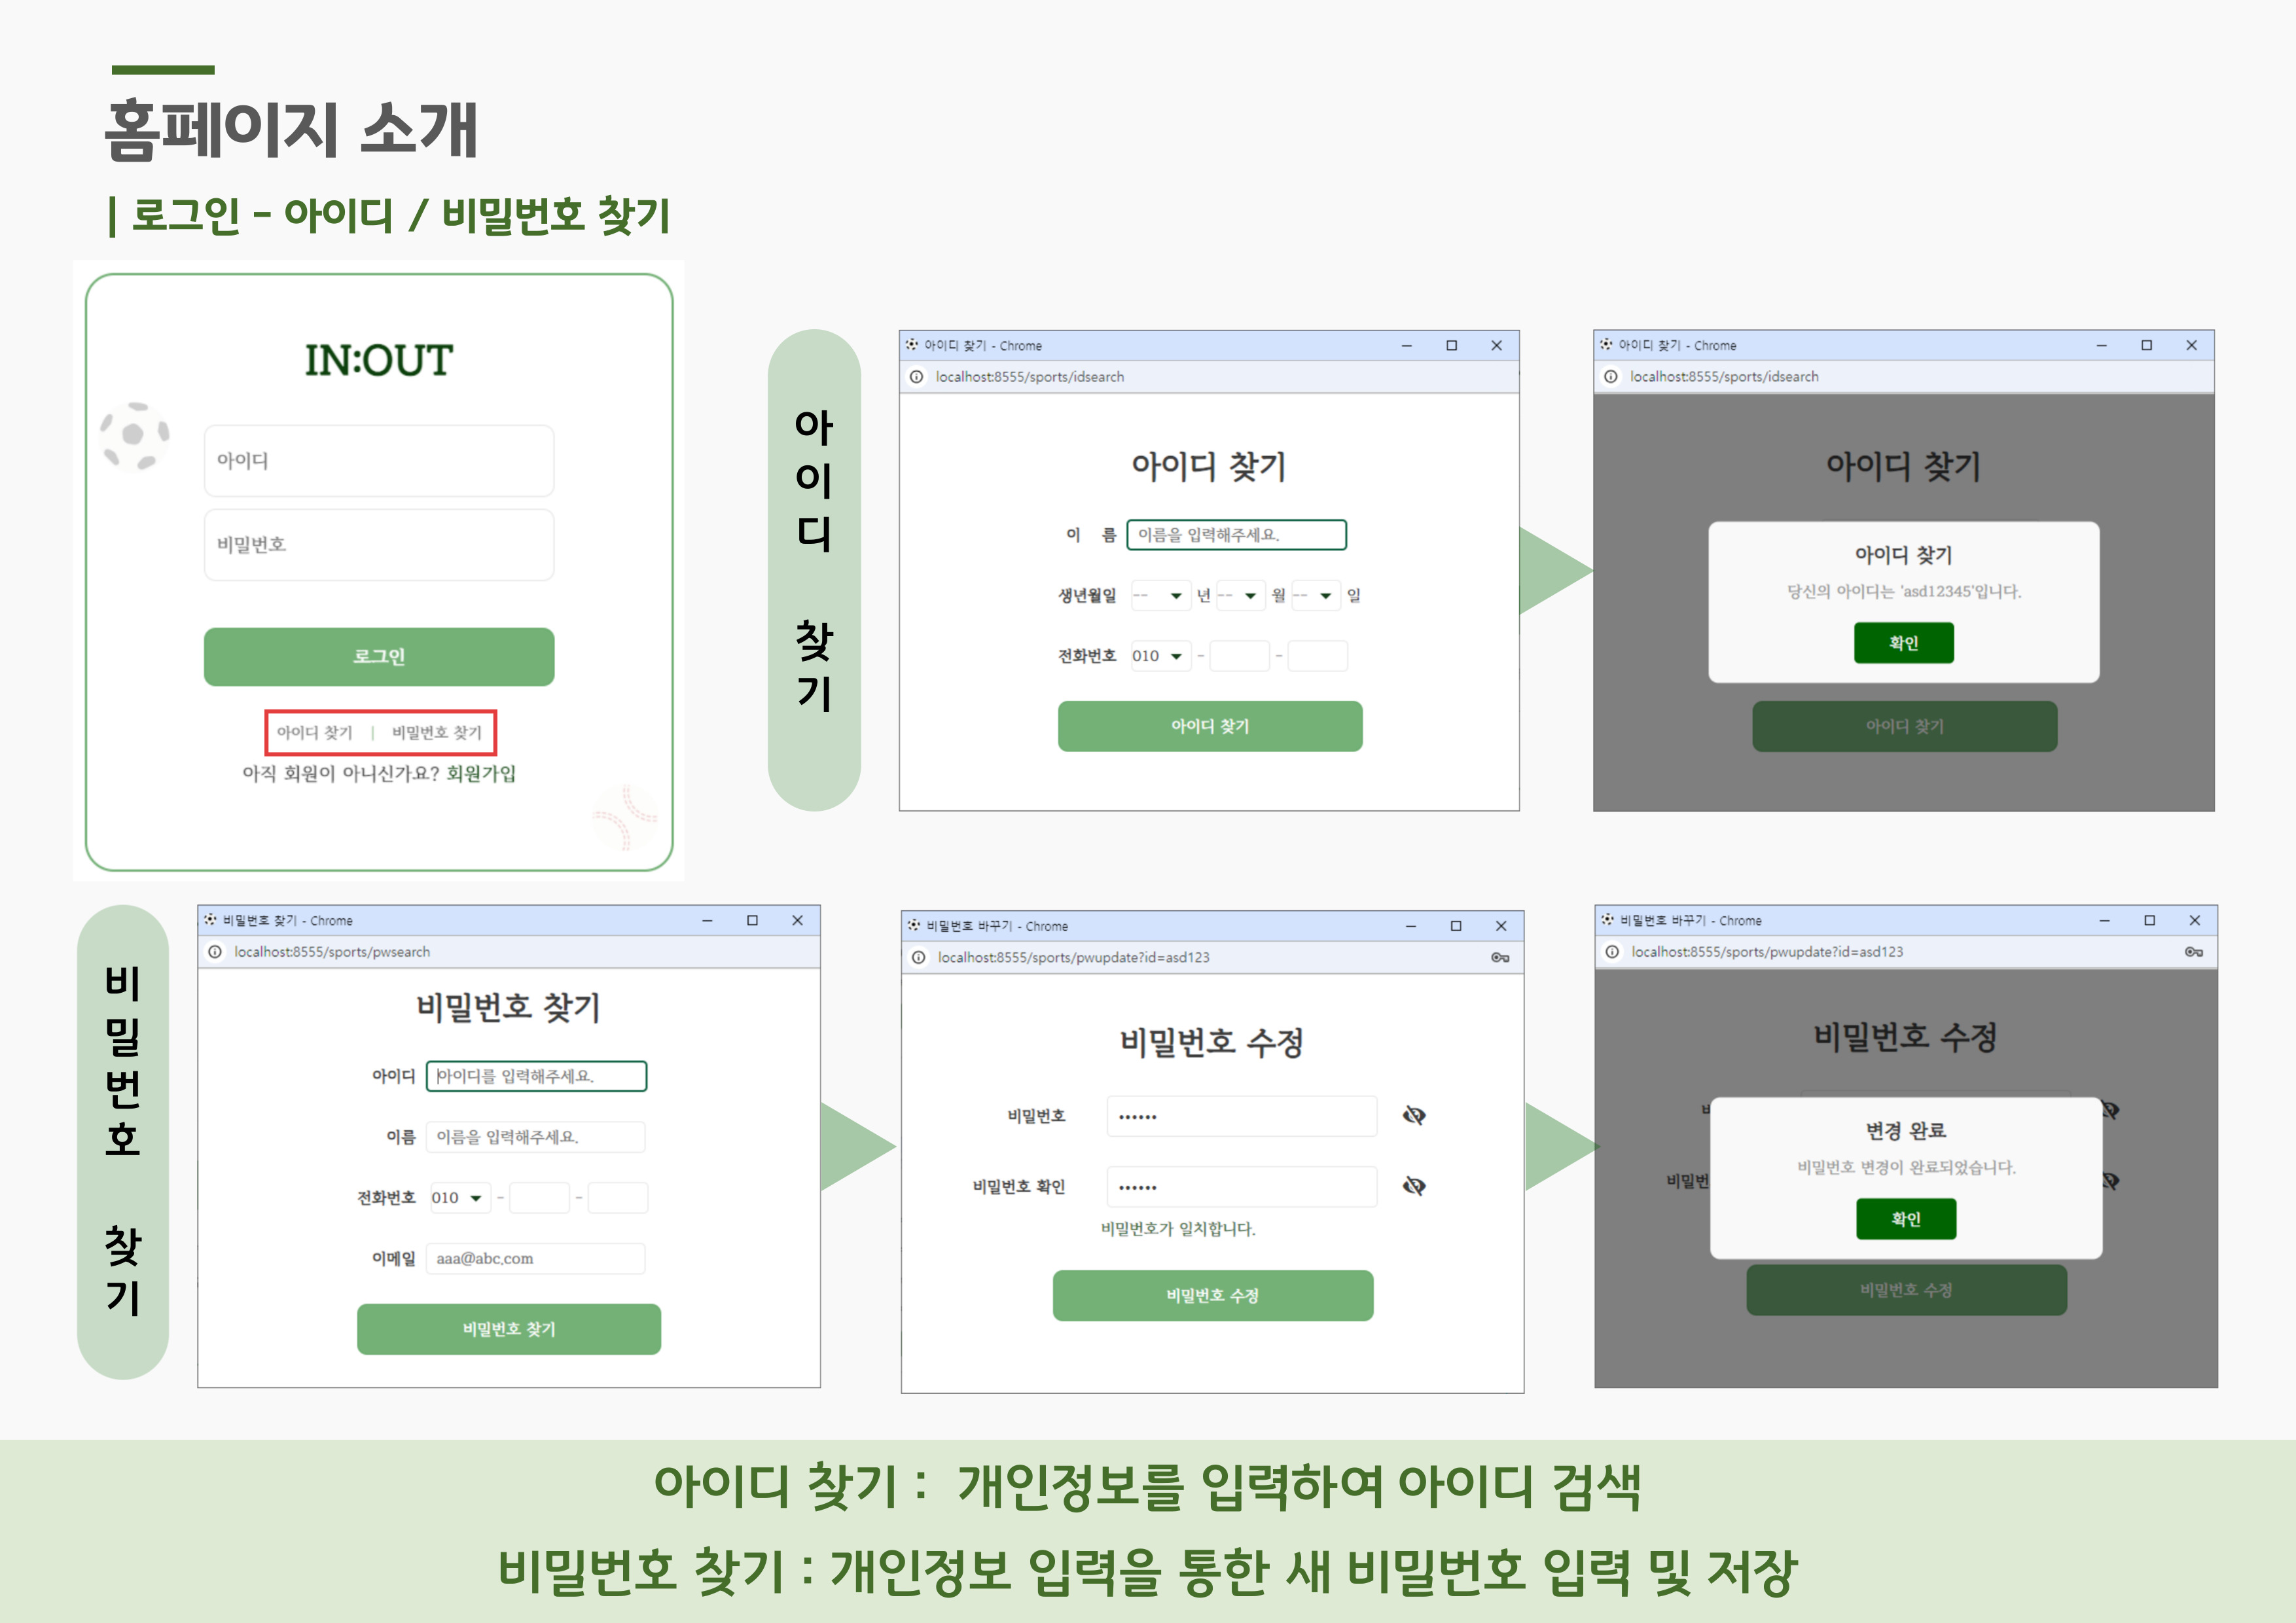 홈페이지 소개
| 로그인 - 아이디 / 비밀번호 찾기
IN:OUT
아이디
비밀번호
로그인
아이디 찾기 | 비밀번호 찾기
아직 회원이 아니신가요? 회원가입
아이디 찾기
아이디 찾기 - Chrome
localhost:8555/sports/idsearch
아이디 찾기
이 름 이름을 입력해주세요.
생년월일 -- 년 -- 월 -- 일
전화번호 010 - -
아이디 찾기
아이디 찾기 - Chrome
localhost:8555/sports/idsearch
아이디 찾기
아이디 찾기
당신의 아이디는 'asd12345'입니다.
확인
아이디 찾기
비밀번호 찾기
비밀번호 찾기 - Chrome
localhost:8555/sports/pwsearch
비밀번호 찾기
아이디 아이디를 입력해주세요.
이름 이름을 입력해주세요.
전화번호 010 - -
이메일 aaa@abc.com
비밀번호 찾기
비밀번호 바꾸기 - Chrome
localhost:8555/sports/pwupdate?id=asd123
비밀번호 수정
비밀번호 ••••••
비밀번호 확인 ••••••
비밀번호가 일치합니다.
비밀번호 수정
비밀번호 바꾸기 - Chrome
localhost:8555/sports/pwupdate?id=asd123
비밀번호 수정
변경 완료
비밀번호 변경이 완료되었습니다.
비밀번
확인
비밀번호 수정
아이디 찾기 : 개인정보를 입력하여 아이디 검색
비밀번호 찾기 : 개인정보 입력을 통한 새 비밀번호 입력 및 저장